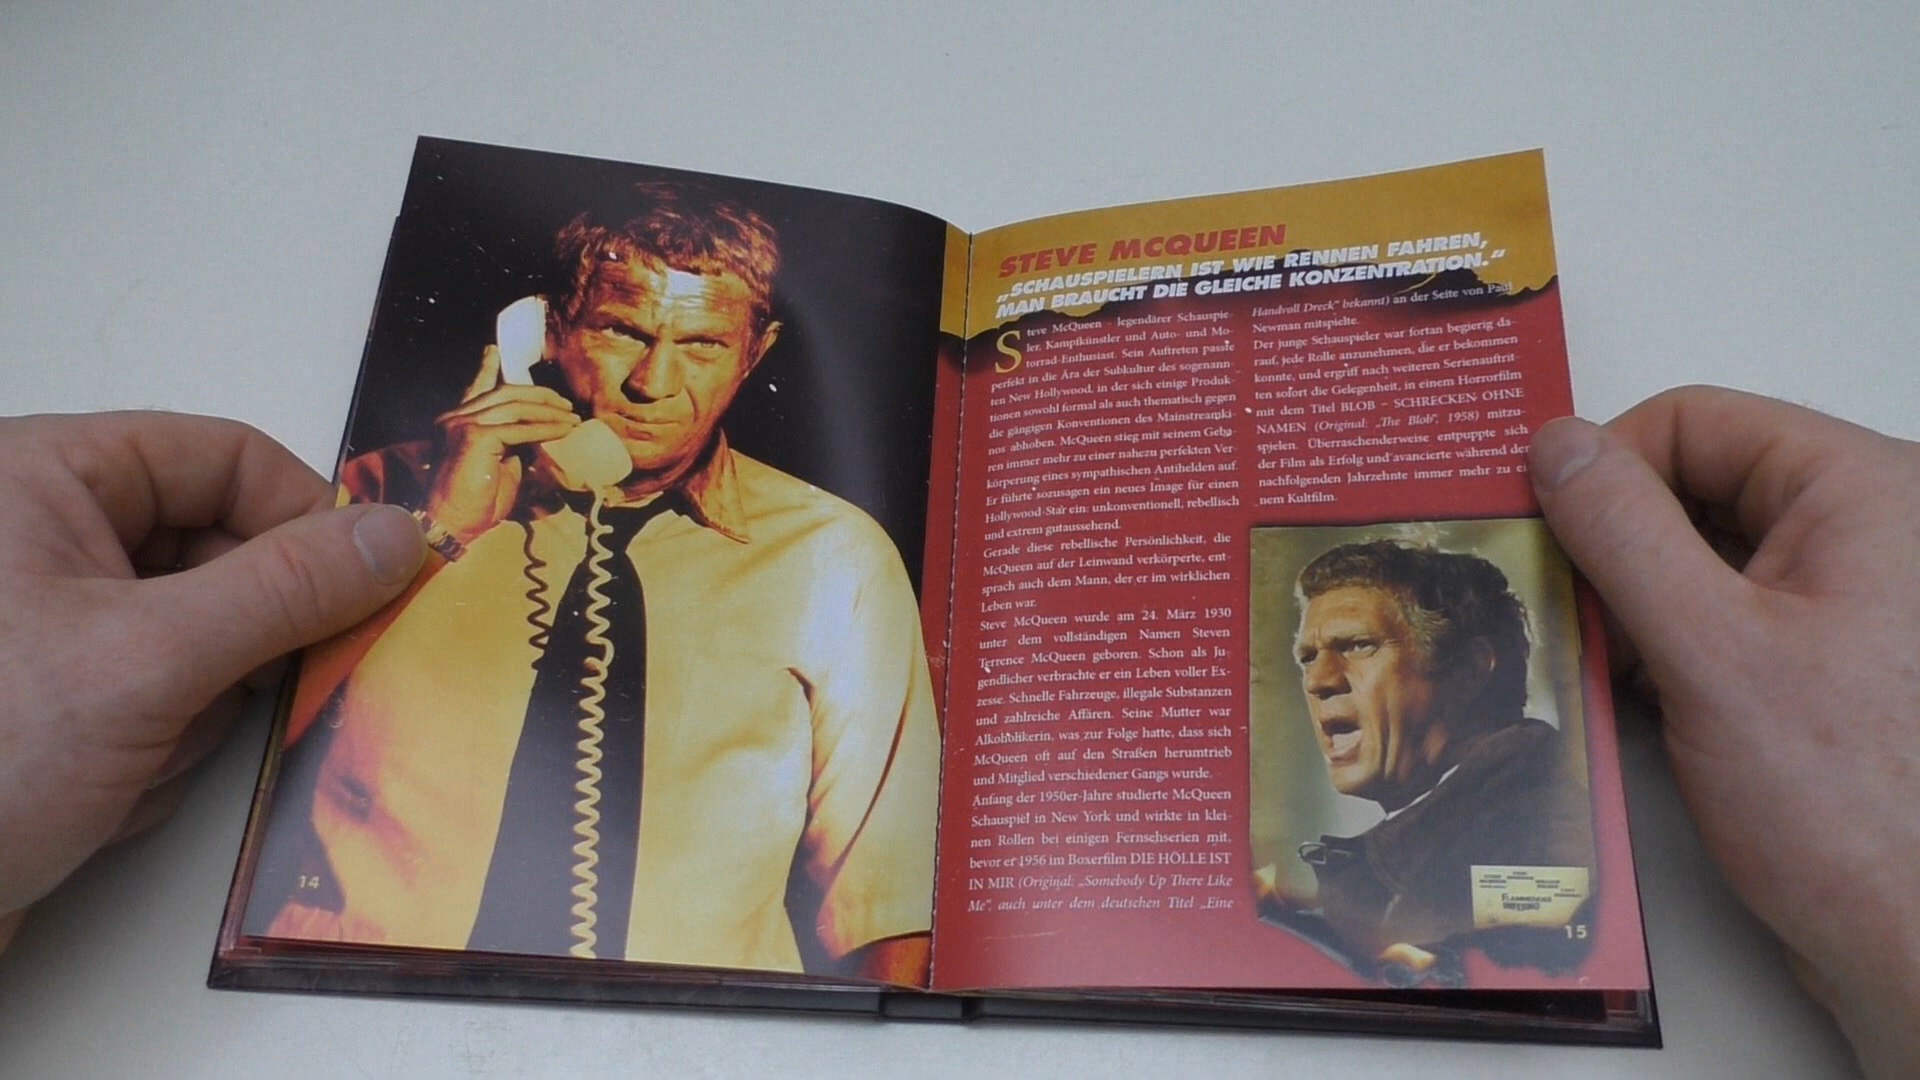 STEVE MCQUEEN
„SCHAUSPIELERN IST WIE RENNEN FAHREN,
MAN BRAUCHT DIE GLEICHE KONZENTRATION.“
Steve McQueen - legendärer Schauspie-
ler, Kampfkünstler und Auto- und Mo-
torrad-Enthusiast. Sein Auftreten passte
perfekt in die Ära der Subkultur des sogenann-
ten New Hollywood, in der sich einige Produk-
tionen sowohl formal als auch thematisch gegen
die gängigen Konventionen des Mainstreamki-
nos abhoben. McQueen stieg mit seinem Geba-
ren immer mehr zu einer nahezu perfekten Ver-
körperung eines sympathischen Antihelden auf.
Er führte sozusagen ein neues Image für einen
Hollywood-Star ein: unkonventionell, rebellisch
und extrem gutaussehend.
Gerade diese rebellische Persönlichkeit, die
McQueen auf der Leinwand verkörperte, ent-
sprach auch dem Mann, der er im wirklichen
Leben war.
Steve McQueen wurde am 24. März 1930
unter dem vollständigen Namen Steven
Terrence McQueen geboren. Schon als Ju-
gendlicher verbrachte er ein Leben voller Ex-
zesse. Schnelle Fahrzeuge, illegale Substanzen
und zahlreiche Affären. Seine Mutter war
Alkoholikerin, was zur Folge hatte, dass sich
McQueen oft auf den Straßen herumtrieb
und Mitglied verschiedener Gangs wurde.
Anfang der 1950er-Jahre studierte McQueen
Schauspiel in New York und wirkte in klei-
nen Rollen bei einigen Fernsehserien mit,
bevor er 1956 im Boxerfilm DIE HÖLLE IST
IN MIR (Original: „Somebody Up There Like
Me“, auch unter dem deutschen Titel „Eine
Handvoll Dreck“ bekannt) an der Seite von Paul
Newman mitspielte.
Der junge Schauspieler war fortan begierig da-
rauf, jede Rolle anzunehmen, die er bekommen
konnte, und ergriff nach weiteren Serienauftrit-
ten sofort die Gelegenheit, in einem Horrorfilm
mit dem Titel BLOB – SCHRECKEN OHNE
NAMEN (Original: „The Blob“, 1958) mitzu-
spielen. Überraschenderweise entpuppte sich
der Film als Erfolg und avancierte während der
nachfolgenden Jahrzehnte immer mehr zu ei
nem Kultfilm.
FLAMMENDES
INFERNO
14
15